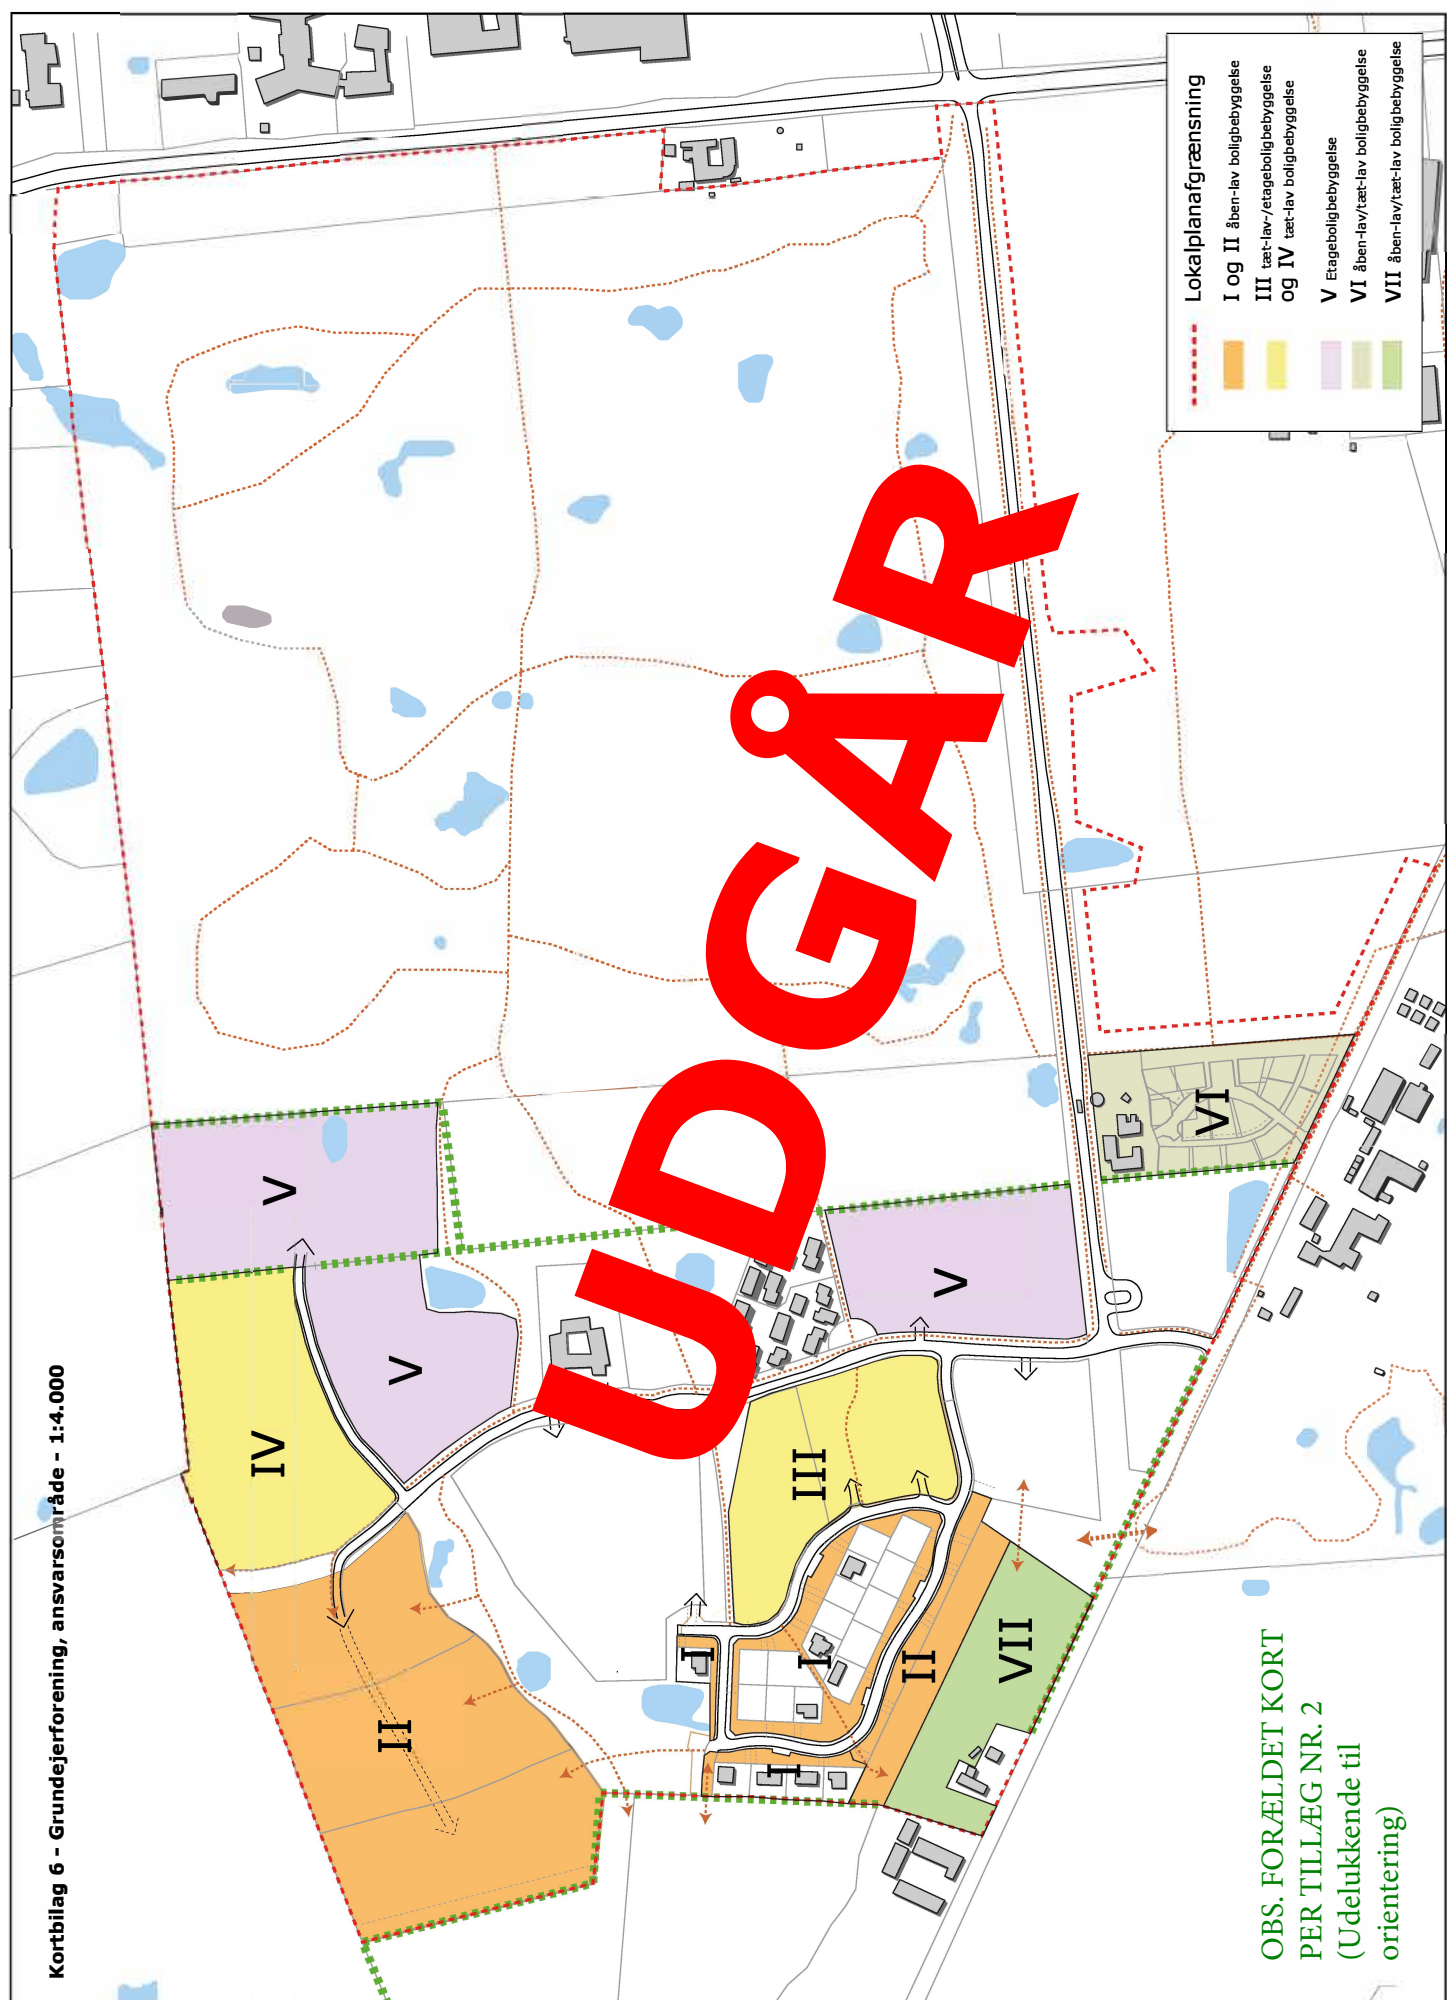 Kortbilag 6 - Grundejerforening, ansvarsområde - 1:4.000
Lokalplanafgrænsning
I og II åben-lav boligbebyggelse
III tæt-lav-/etageboligbebyggelse
og IV tæt-lav boligbebyggelse
V Etageboligbebyggelse
VI åben-lav/tæt-lav boligbebyggelse
VII åben-lav/tæt-lav boligbebyggelse
UDGÅR
IV
V
V
V
II
III
I
I
I
II
VII
VI
OBS. FORÆLDET KORT
PER TILLÆG NR. 2
(Udelukkende til
orientering)